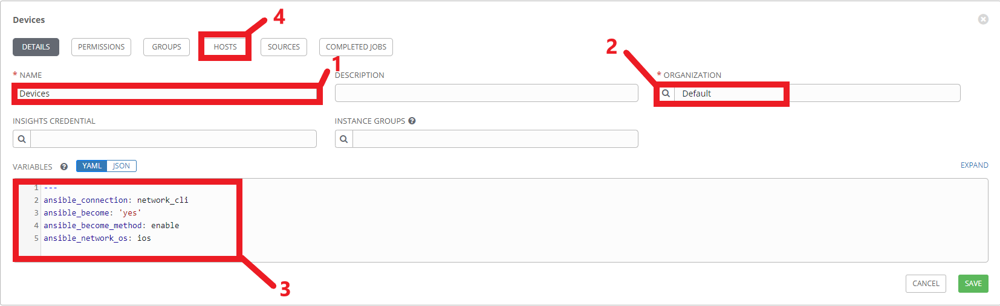 Devices
4
DETAILS PERMISSIONS GROUPS HOSTS SOURCES COMPLETED JOBS
1 2
* NAME DESCRIPTION * ORGANIZATION
Devices Default
INSIGHTS CREDENTIAL INSTANCE GROUPS ?
VARIABLES ? YAML JSON EXPAND
1 ---
2 ansible_connection: network_cli
3 ansible_become: 'yes'
4 ansible_become_method: enable
5 ansible_network_os: ios
3
CANCEL SAVE